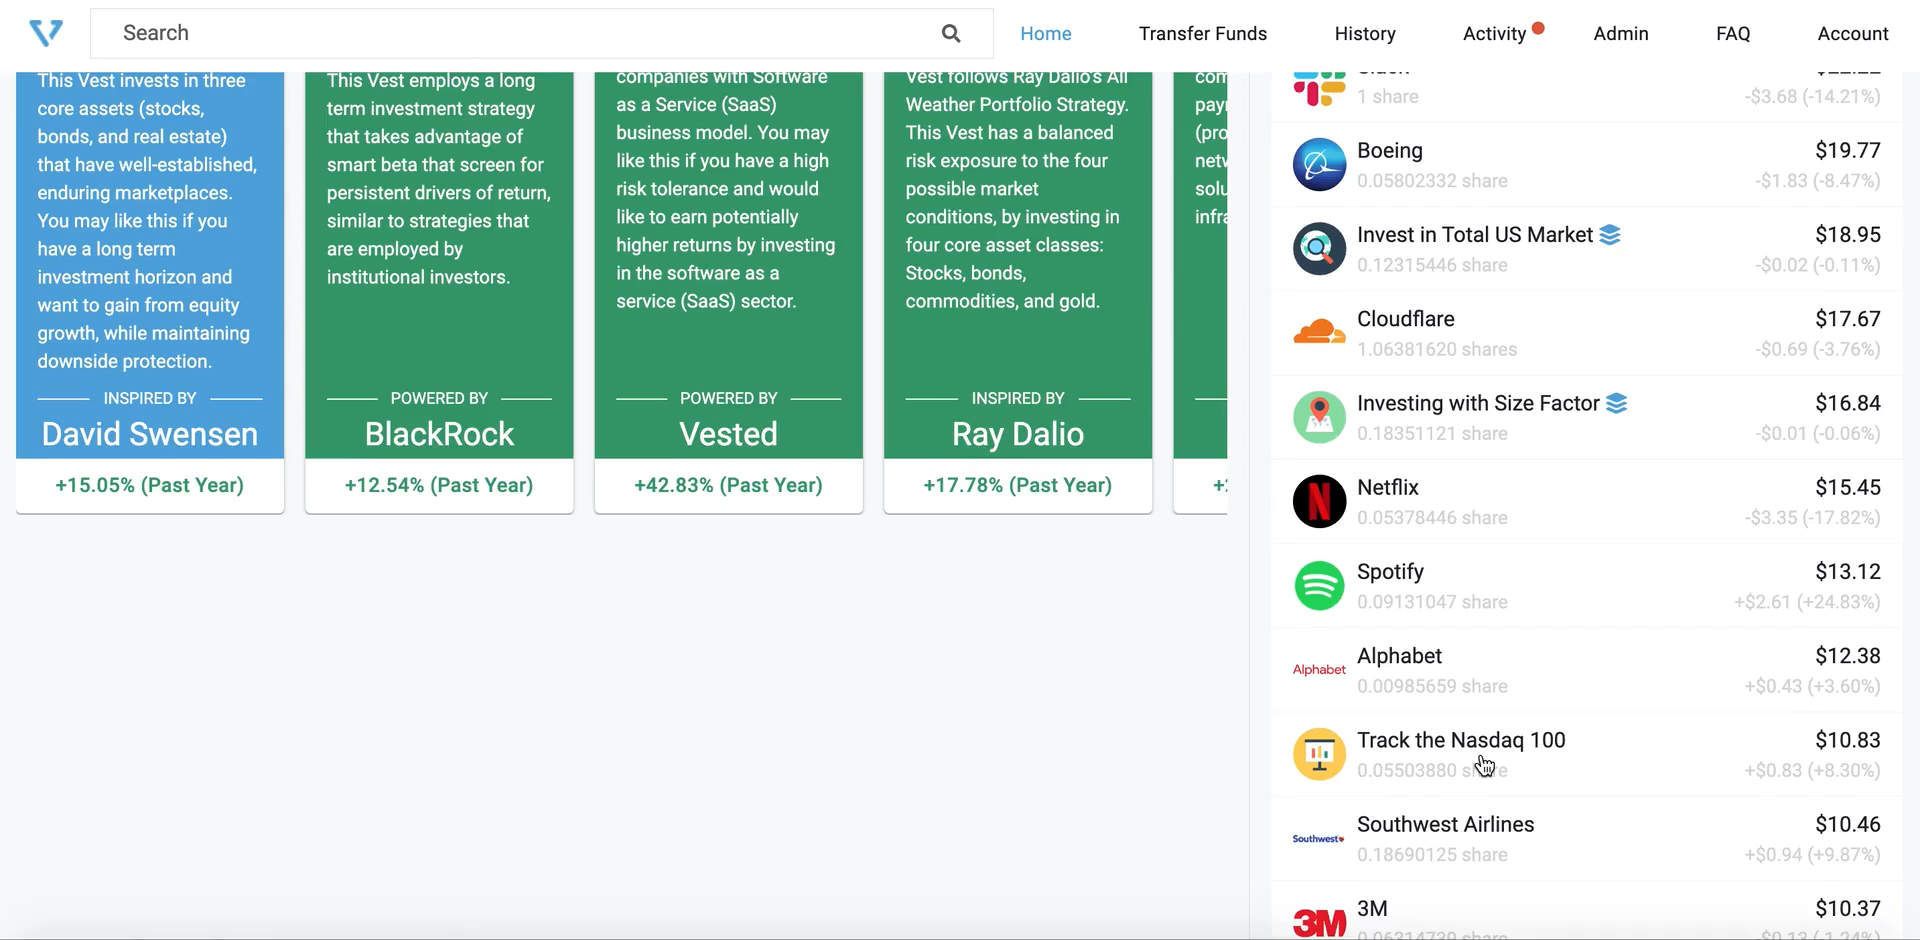 Search
Home
Transfer Funds
History
Activity
Admin
FAQ
Account
This Vest invests in three
core assets (stocks,
bonds, and real estate)
that have well-established,
enduring marketplaces.
You may like this if you
have a long term
investment horizon and
want to gain from equity
growth, while maintaining
downside protection.
INSPIRED BY
David Swensen
+15.05% (Past Year)
This Vest employs a long
term investment strategy
that takes advantage of
smart beta that screen for
persistent drivers of return,
similar to strategies that
are employed by
institutional investors.
POWERED BY
BlackRock
+12.54% (Past Year)
companies with Software
as a Service (SaaS)
business model. You may
like this if you have a high
risk tolerance and would
like to earn potentially
higher returns by investing
in the software as a
service (SaaS) sector.
POWERED BY
Vested
+42.83% (Past Year)
Vest follows Ray Dalio's All
Weather Portfolio Strategy.
This Vest has a balanced
risk exposure to the four
possible market
conditions, by investing in
four core asset classes:
Stocks, bonds,
commodities, and gold.
INSPIRED BY
Ray Dalio
+17.78% (Past Year)
1 share
-$3.68 (-14.21%)
Boeing
$19.77
0.05802332 share
-$1.83 (-8.47%)
Invest in Total US Market
$18.95
0.12315446 share
-$0.02 (-0.11%)
Cloudflare
$17.67
1.06381620 shares
-$0.69 (-3.76%)
Investing with Size Factor
$16.84
0.18351121 share
-$0.01 (-0.06%)
Netflix
$15.45
0.05378446 share
-$3.35 (-17.82%)
Spotify
$13.12
0.09131047 share
+$2.61 (+24.83%)
Alphabet
Alphabet
$12.38
0.00985659 share
+$0.43 (+3.60%)
Track the Nasdaq 100
$10.83
0.05503880 share
+$0.83 (+8.30%)
Southwest
Southwest Airlines
$10.46
0.18690125 share
+$0.94 (+9.87%)
3M
3M
$10.37